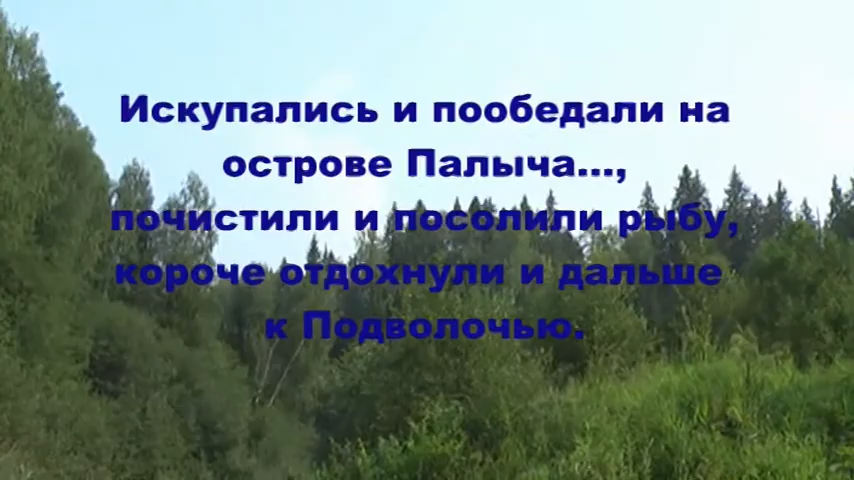 Искупались и пообедали на
острове Палыча...,
почистили и посолили рыбу,
короче отдохнули и дальше
к Подволочью.